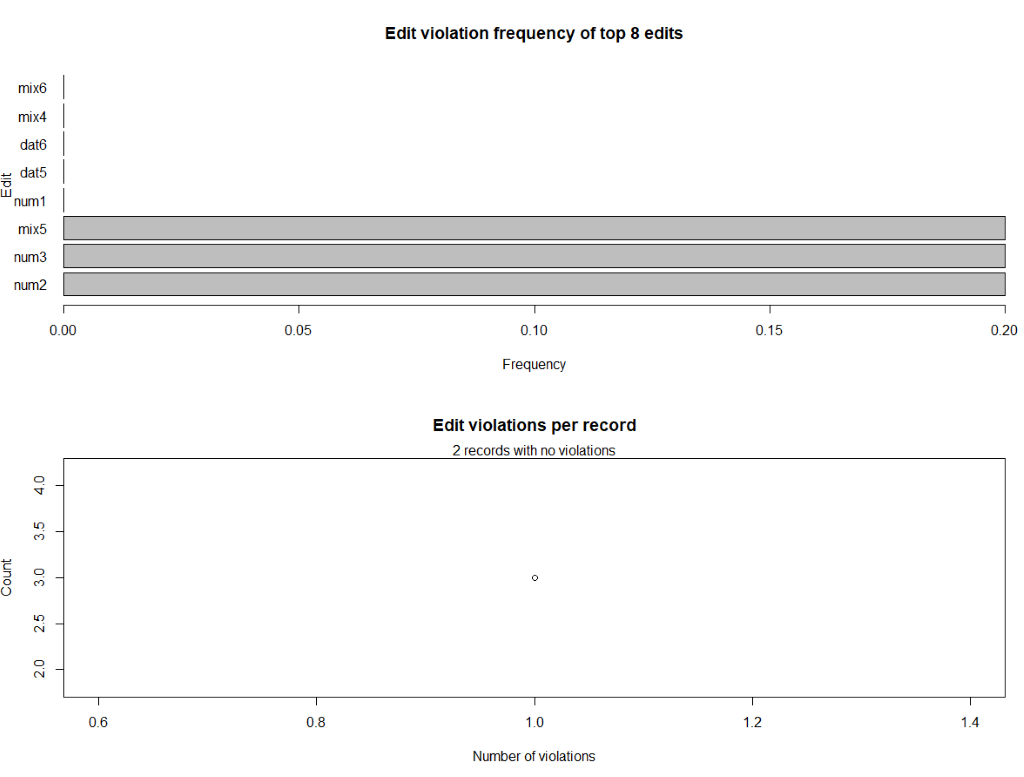 Edit violation frequency of top 8 edits
mix6
mix4
dat6
dat5
Edit
num1
mix5
num3
num2
0.00 0.05 0.10 0.15 0.20
Frequency
Edit violations per record
2 records with no violations
4.0
3.5
Count
3.0
2.5
2.0
0.6 0.8 1.0 1.2 1.4
Number of violations